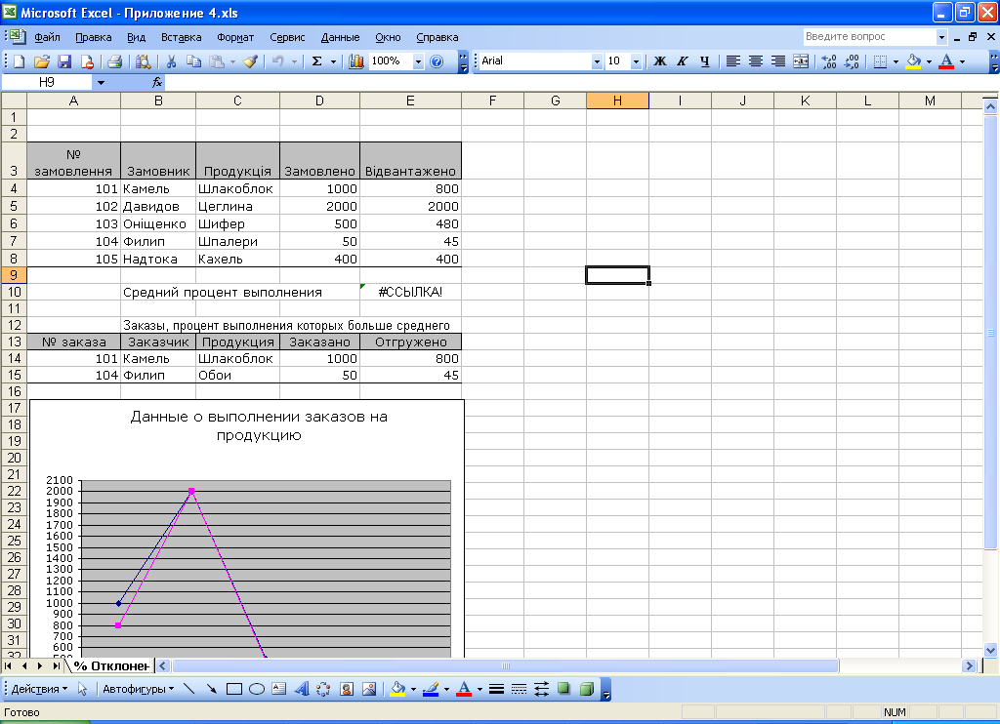 Microsoft Excel - Приложение 4.xls
Файл Правка Вид Вставка Формат Сервис Данные Окно Справка Введите вопрос
Σ 100% Arial 10 Ж К Ч
H9 fx
A B C D E F G H I J K L M
1
2
3 № замовлення Замовник Продукція Замовлено Відвантажено
4 101 Камель Шлакоблок 1000 800
5 102 Давидов Цеглина 2000 2000
6 103 Оніщенко Шифер 500 480
7 104 Филип Шпалери 50 45
8 105 Надтока Кахель 400 400
9
10 Средний процент выполнения #ССЫЛКА!
11
12 Заказы, процент выполнения которых больше среднего
13 № заказа Заказчик Продукция Заказано Отгружено
14 101 Камель Шлакоблок 1000 800
15 104 Филип Обои 50 45
16
17
18
19
20
21
22
23
24
25
26
27
28
29
30
31
32
Данные о выполнении заказов на
продукцию
2100
2000
1900
1800
1700
1600
1500
1400
1300
1200
1100
1000
900
800
700
600
500
% Отклонен
Действия Автофигуры
Готово NUM